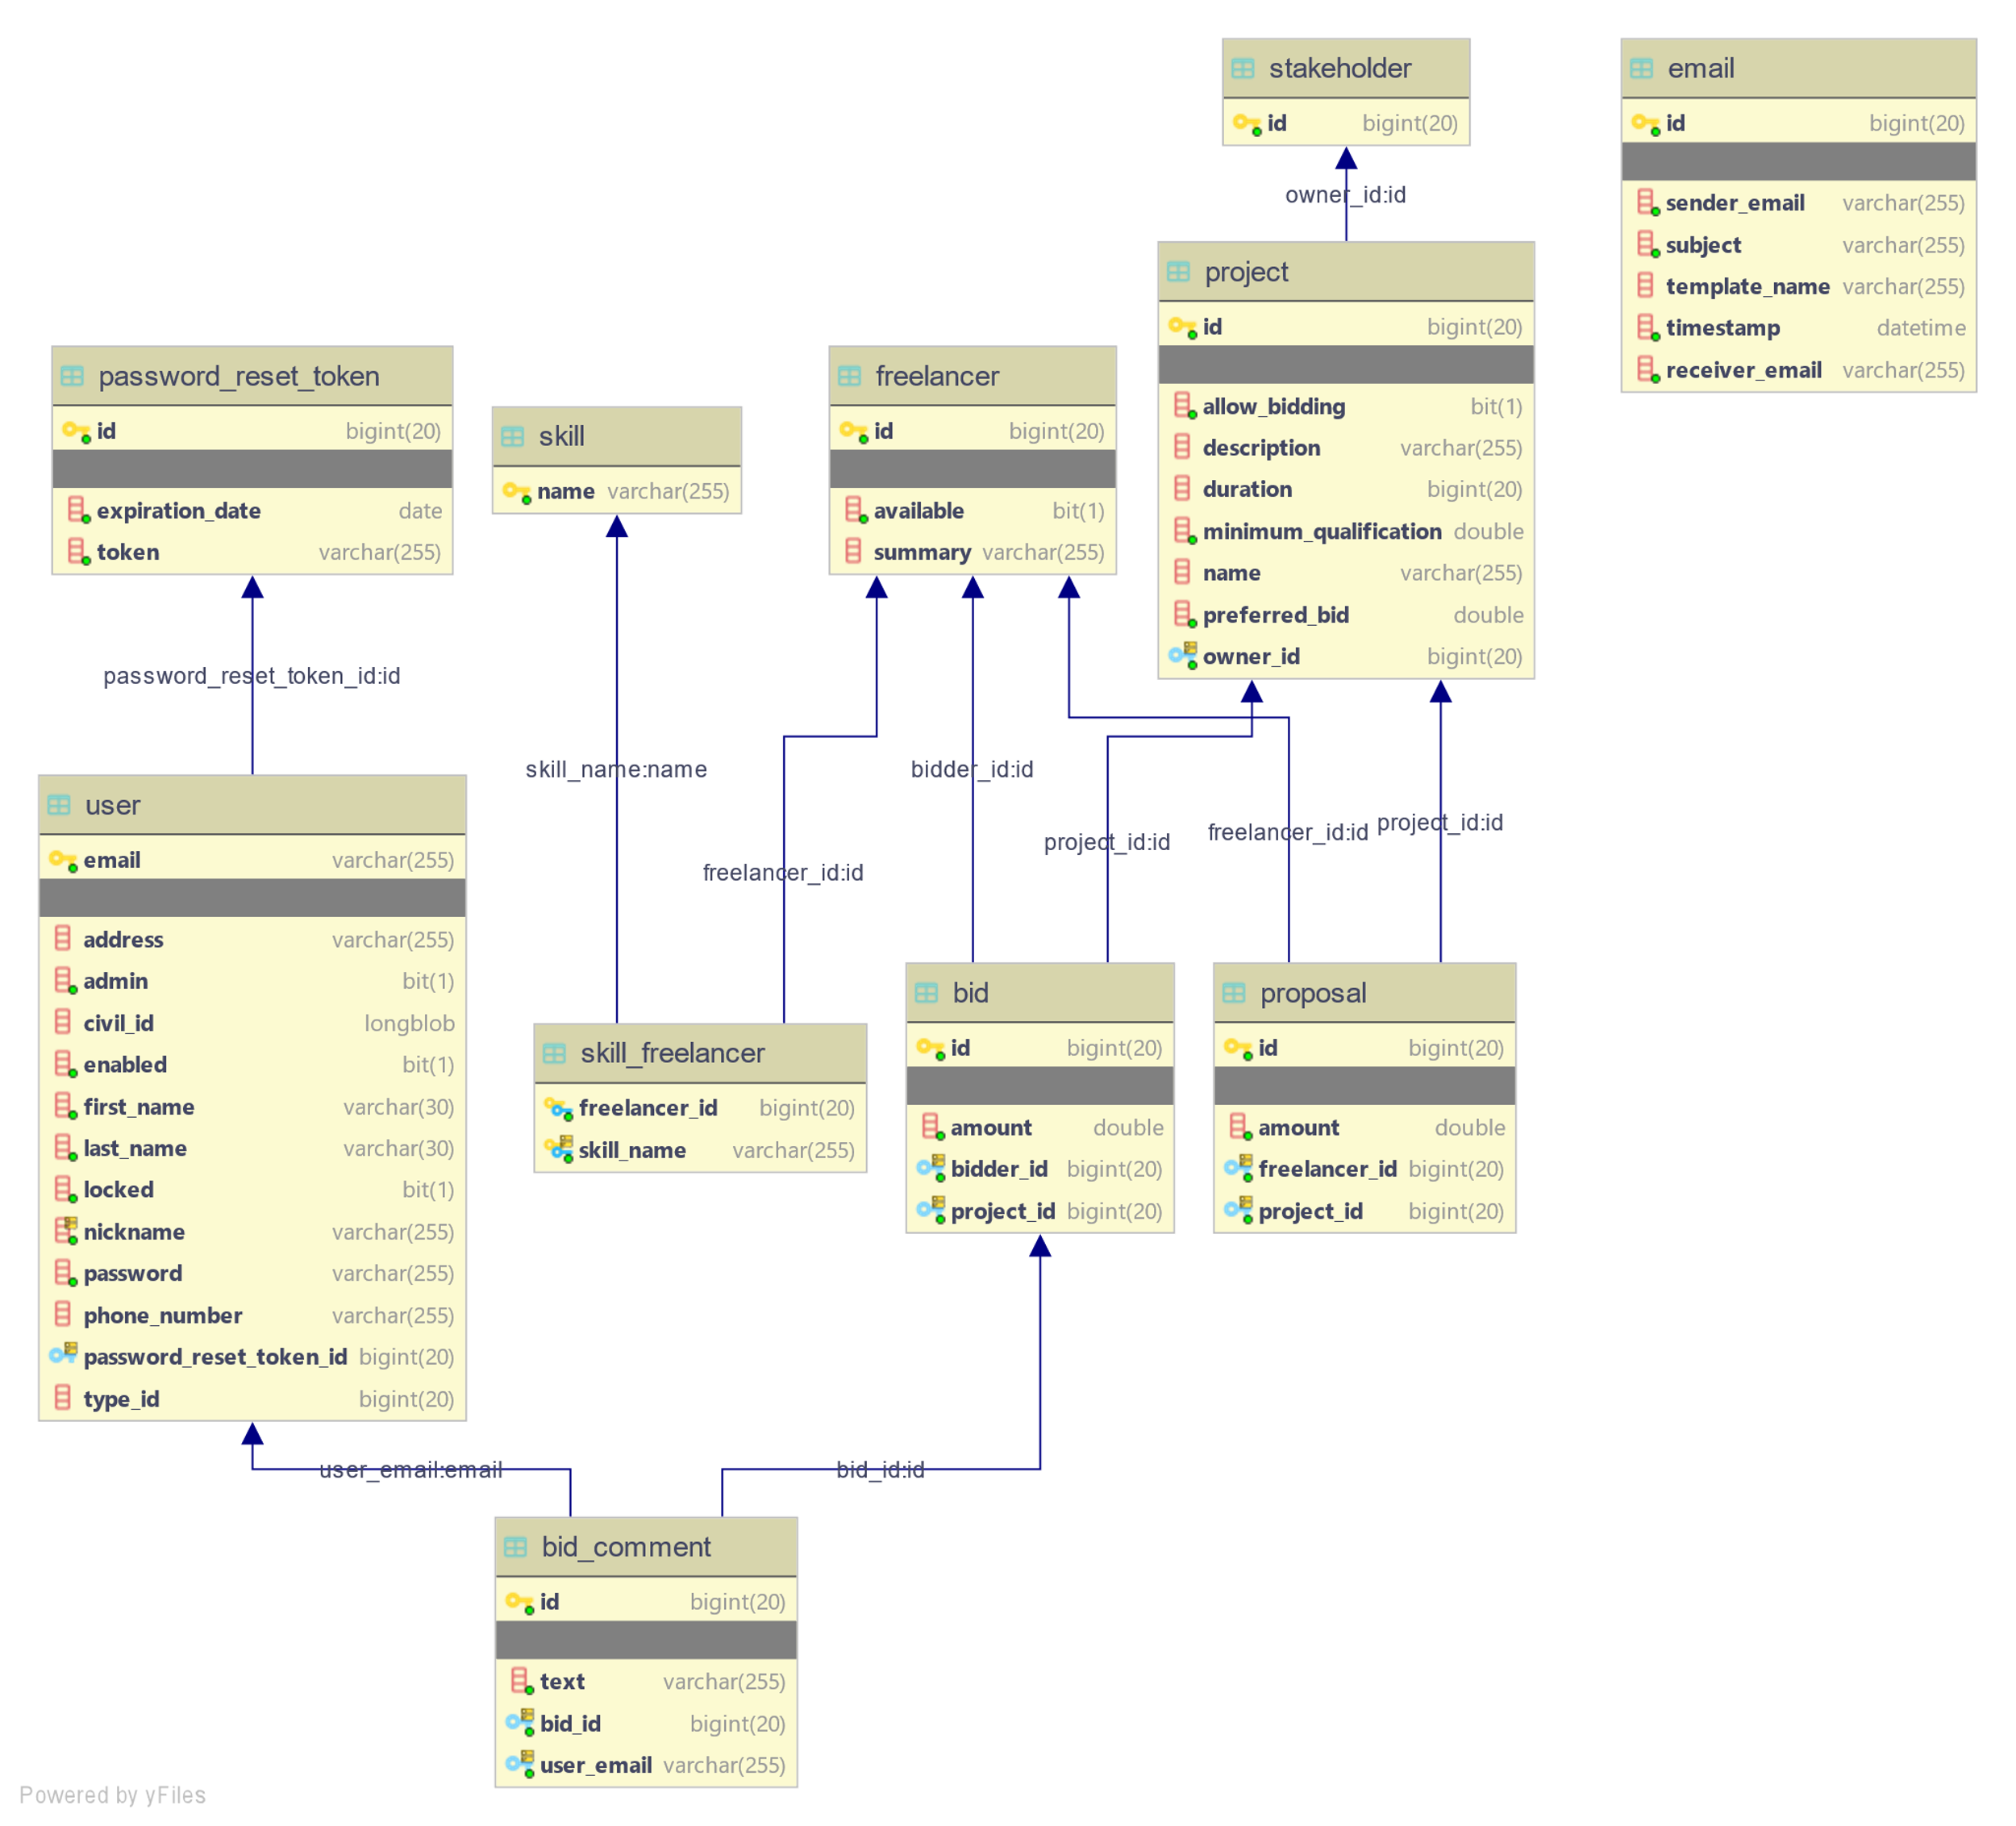 stakeholder
id bigint(20)
email
id bigint(20)
sender_email varchar(255)
subject varchar(255)
template_name varchar(255)
timestamp datetime
receiver_email varchar(255)
owner_id:id
project
id bigint(20)
allow_bidding bit(1)
description varchar(255)
duration bigint(20)
minimum_qualification double
name varchar(255)
preferred_bid double
owner_id bigint(20)
password_reset_token
id bigint(20)
expiration_date date
token varchar(255)
skill
name varchar(255)
freelancer
id bigint(20)
available bit(1)
summary varchar(255)
password_reset_token_id:id
skill_name:name
bidder_id:id
freelancer_id:id
project_id:id
freelancer_id:id
project_id:id
user
email varchar(255)
address varchar(255)
admin bit(1)
civil_id longblob
enabled bit(1)
first_name varchar(30)
last_name varchar(30)
locked bit(1)
nickname varchar(255)
password varchar(255)
phone_number varchar(255)
password_reset_token_id bigint(20)
type_id bigint(20)
skill_freelancer
freelancer_id bigint(20)
skill_name varchar(255)
bid
id bigint(20)
amount double
bidder_id bigint(20)
project_id bigint(20)
proposal
id bigint(20)
amount double
freelancer_id bigint(20)
project_id bigint(20)
user_email:email
bid_id:id
bid_comment
id bigint(20)
text varchar(255)
bid_id bigint(20)
user_email varchar(255)
Powered by yFiles